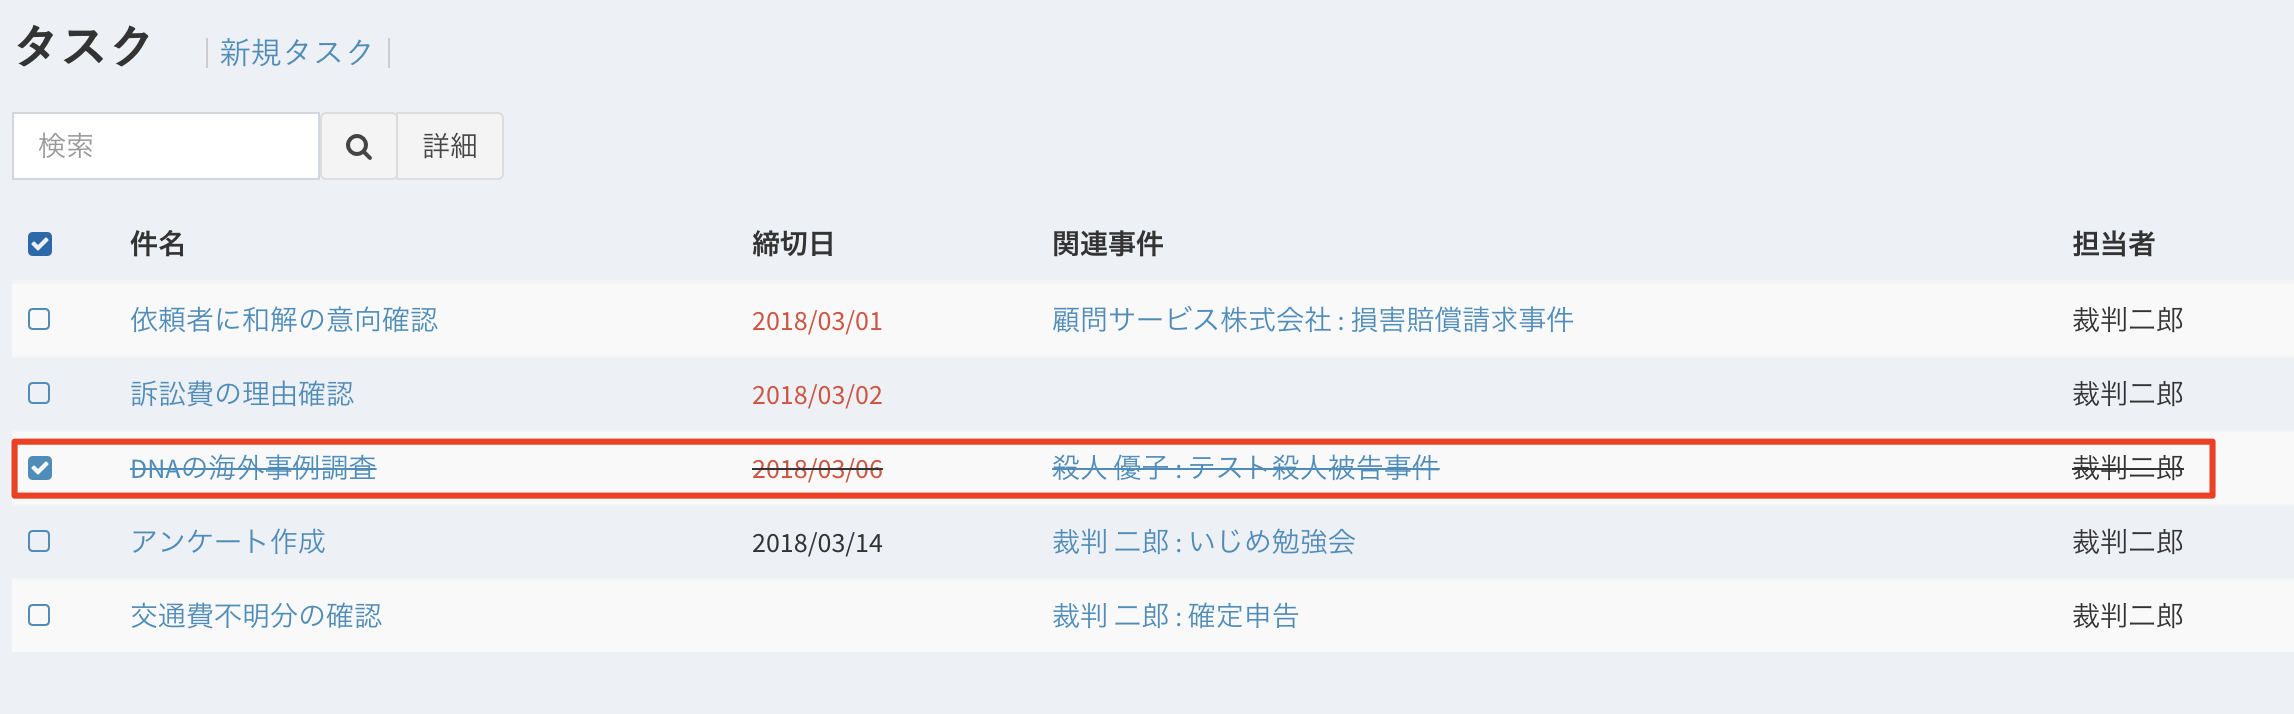 タスク | 新規タスク |
検索 詳細
件名 締切日 関連事件 担当者
依頼者に和解の意向確認 2018/03/01 顧問サービス株式会社 : 損害賠償請求事件 裁判二郎
訴訟費の理由確認 2018/03/02 裁判二郎
DNAの海外事例調査 2018/03/06 殺人 優子 : テスト殺人被告事件 裁判二郎
アンケート作成 2018/03/14 裁判 二郎 : いじめ勉強会 裁判二郎
交通費不明分の確認 裁判 二郎 : 確定申告 裁判二郎